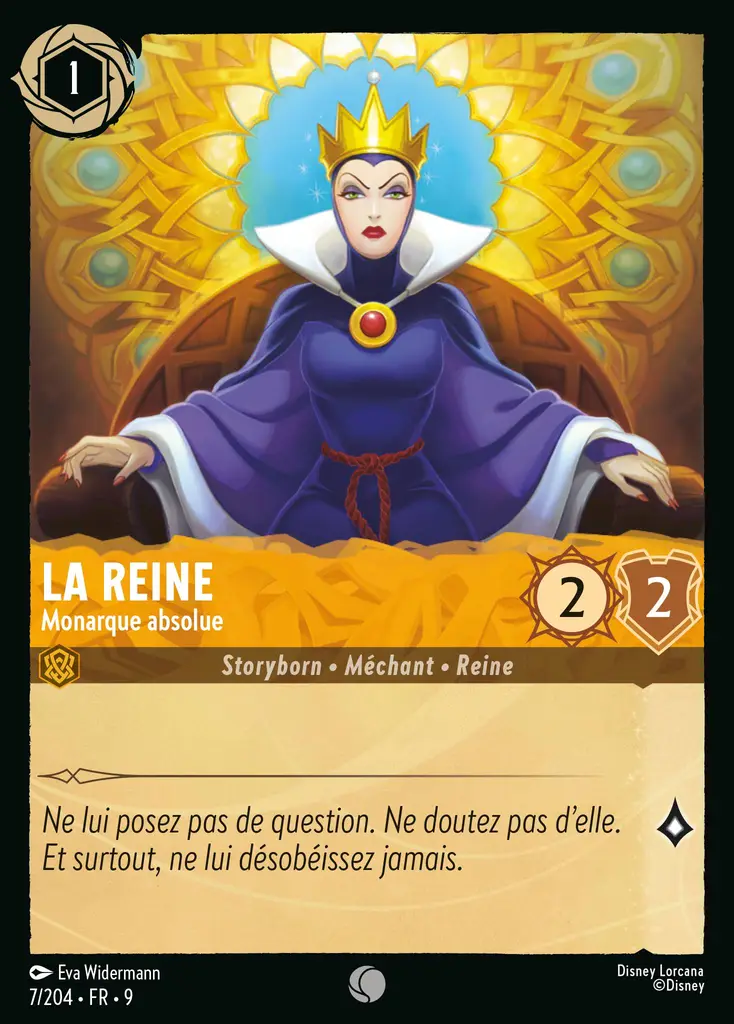 1
LA REINE
Monarque absolue
2
2
Storyborn • Méchant • Reine
Ne lui posez pas de question. Ne doutez pas d'elle.
Et surtout, ne lui désobéissez jamais.
Eva Widermann
7/204 • FR • 9
Disney Lorcana
©Disney